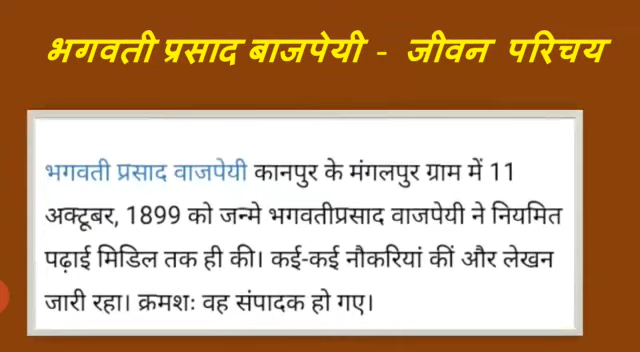 भगवती प्रसाद बाजपेयी - जीवन परिचय
भगवती प्रसाद वाजपेयी कानपुर के मंगलपुर ग्राम में 11
अक्टूबर, 1899 को जन्मे भगवतीप्रसाद वाजपेयी ने नियमित
पढ़ाई मिडिल तक ही की। कई-कई नौकरियां कीं और लेखन
जारी रहा। क्रमशः वह संपादक हो गए।